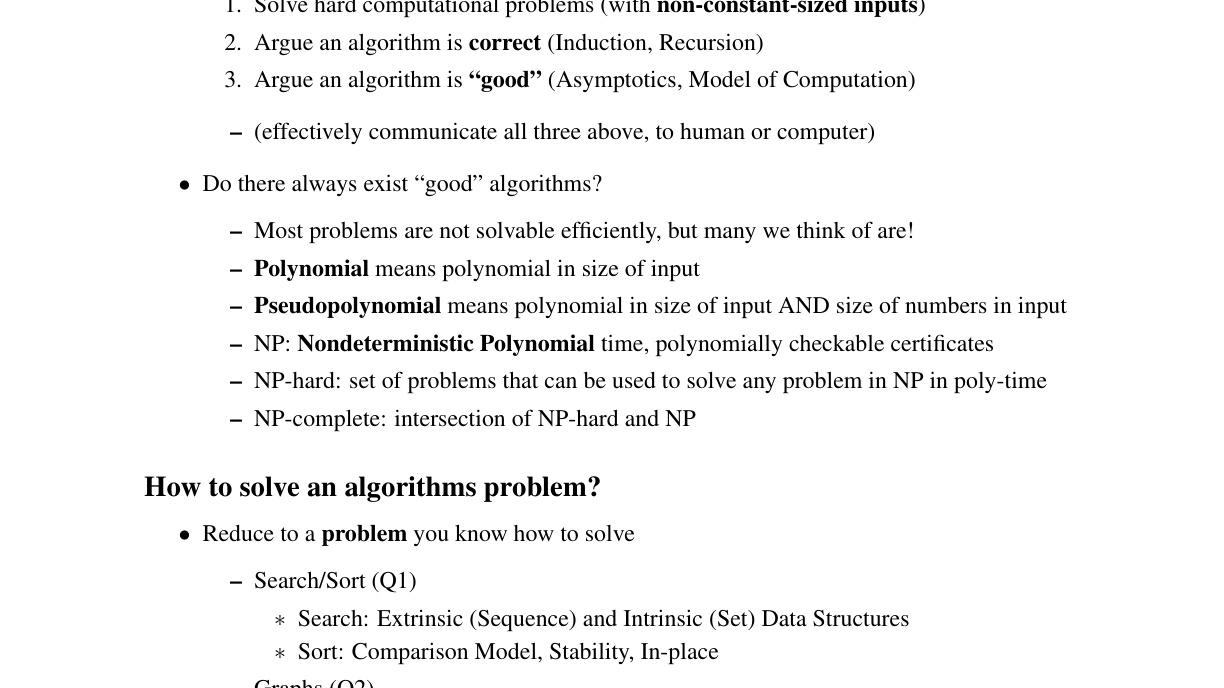 1. Solve hard computational problems (with non-constant-sized inputs)
2. Argue an algorithm is correct (Induction, Recursion)
3. Argue an algorithm is “good” (Asymptotics, Model of Computation)
– (effectively communicate all three above, to human or computer)
• Do there always exist “good” algorithms?
– Most problems are not solvable efficiently, but many we think of are!
– Polynomial means polynomial in size of input
– Pseudopolynomial means polynomial in size of input AND size of numbers in input
– NP: Nondeterministic Polynomial time, polynomially checkable certificates
– NP-hard: set of problems that can be used to solve any problem in NP in poly-time
– NP-complete: intersection of NP-hard and NP
How to solve an algorithms problem?
• Reduce to a problem you know how to solve
– Search/Sort (Q1)
∗ Search: Extrinsic (Sequence) and Intrinsic (Set) Data Structures
∗ Sort: Comparison Model, Stability, In-place
Graphs (Q2)